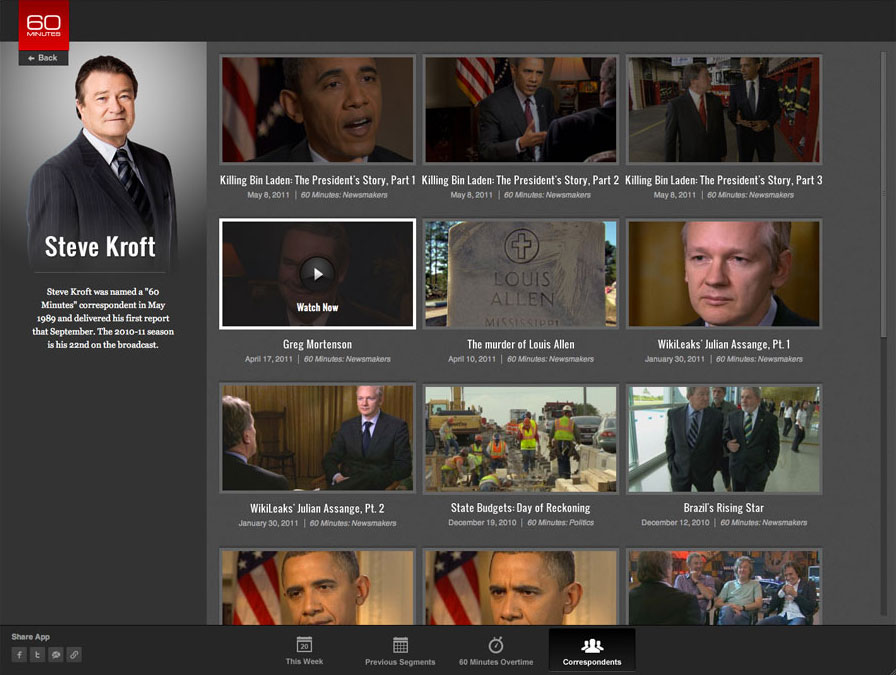 60
MINUTES
← Back
Steve Kroft
Steve Kroft was named a "60
Minutes" correspondent in May
1989 and delivered his first report
that September. The 2010-11 season
is his 22nd on the broadcast.
Killing Bin Laden: The President's Story, Part 1
May 8, 2011 | 60 Minutes: Newsmakers
Killing Bin Laden: The President's Story, Part 2
May 8, 2011 | 60 Minutes: Newsmakers
Killing Bin Laden: The President's Story, Part 3
May 8, 2011 | 60 Minutes: Newsmakers
Watch Now
Greg Mortenson
April 17, 2011 | 60 Minutes: Newsmakers
LOUIS
ALLEN
MISSISSIPPI
The murder of Louis Allen
April 10, 2011 | 60 Minutes: Newsmakers
WikiLeaks' Julian Assange, Pt. 1
January 30, 2011 | 60 Minutes: Newsmakers
WikiLeaks' Julian Assange, Pt. 2
January 30, 2011 | 60 Minutes: Newsmakers
State Budgets: Day of Reckoning
December 19, 2010 | 60 Minutes: Politics
Brazil's Rising Star
December 12, 2010 | 60 Minutes: Newsmakers
Share App
20
This Week
Previous Segments
60 Minutes Overtime
Correspondents